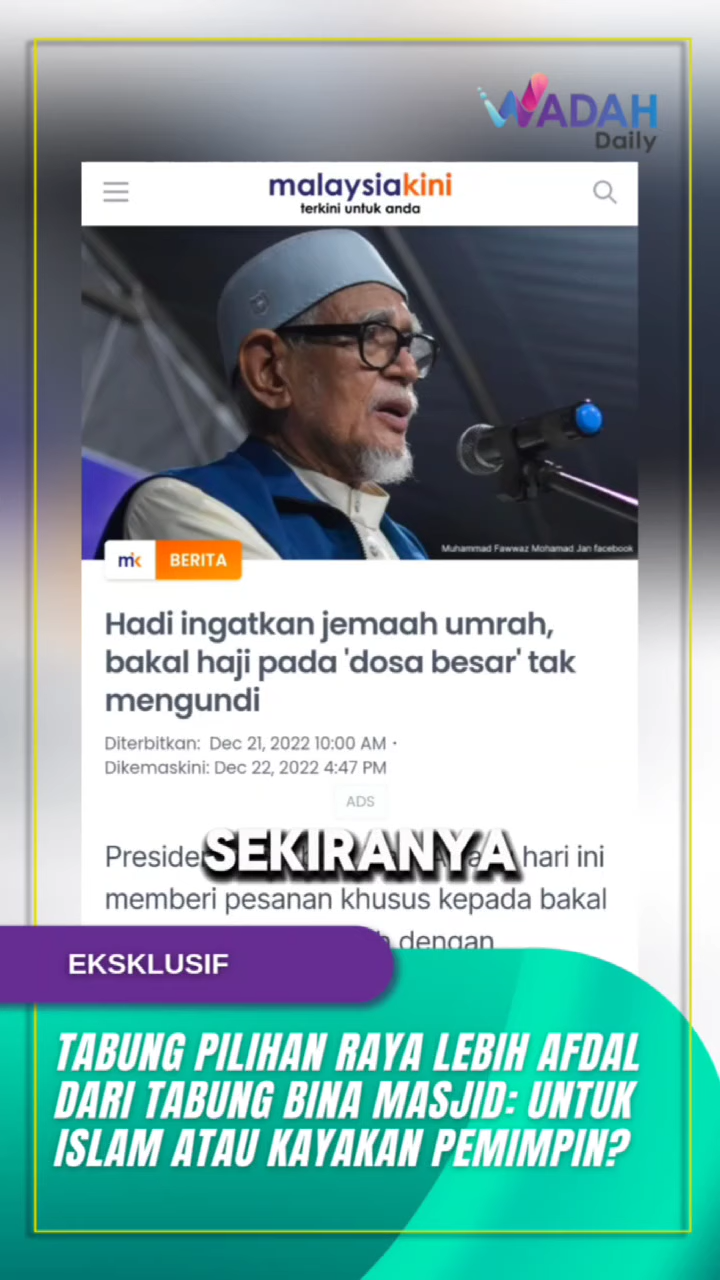 WADAH
Daily
malaysiakini
terkini untuk anda
Muhammad Fawwaz Mohamad Jan facebook
mk BERITA
Hadi ingatkan jemaah umrah,
bakal haji pada 'dosa besar' tak
mengundi
Diterbitkan: Dec 21, 2022 10:00 AM ·
Dikemaskini: Dec 22, 2022 4:47 PM
ADS
SEKIRANYA
hari ini
memberi pesanan khusus kepada bakal
dengan
EKSKLUSIF
TABUNG PILIHAN RAYA LEBIH AFDAL
DARI TABUNG BINA MASJID: UNTUK
ISLAM ATAU KAYAKAN PEMIMPIN?